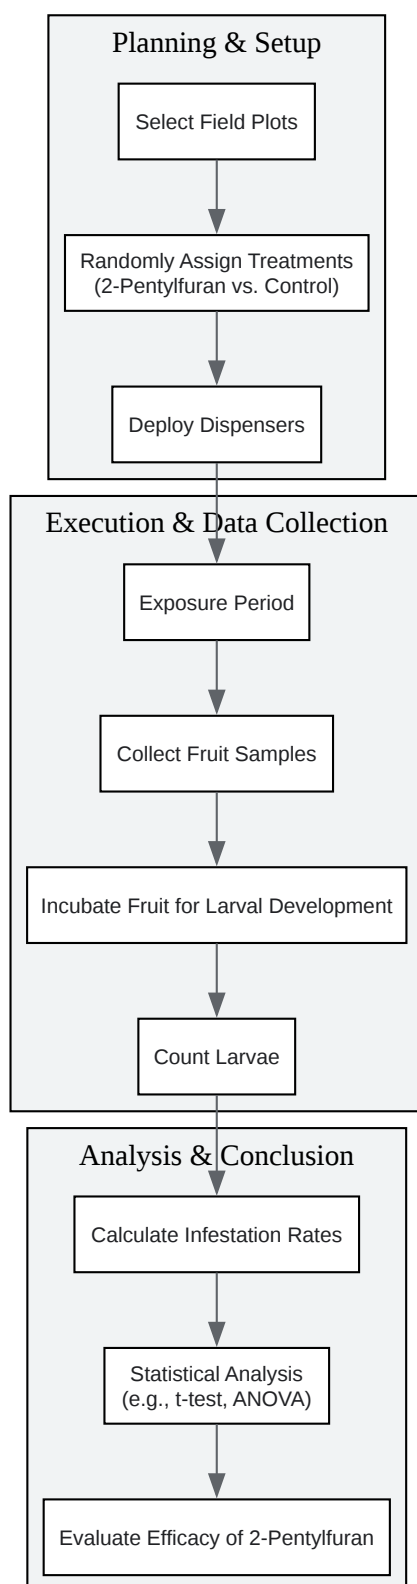 Planning & Setup
Select Field Plots
Randomly Assign Treatments
(2-Pentylfuran vs. Control)
Deploy Dispensers
Execution & Data Collection
Exposure Period
Collect Fruit Samples
Incubate Fruit for Larval Development
Count Larvae
Analysis & Conclusion
Calculate Infestation Rates
Statistical Analysis
(e.g., t-test, ANOVA)
Evaluate Efficacy of 2-Pentylfuran